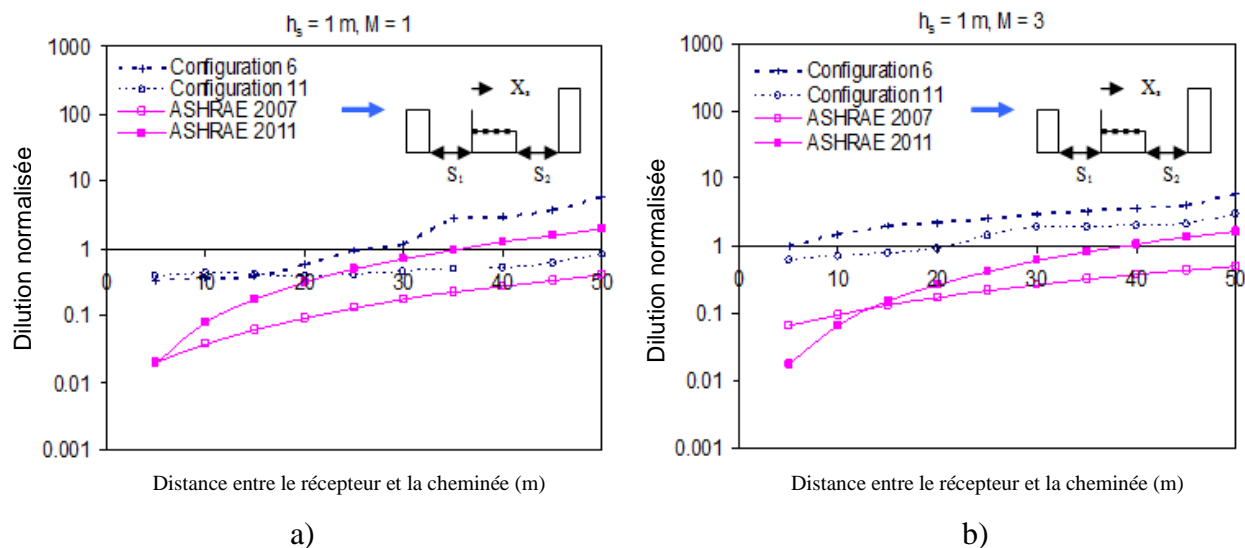 hs = 1 m, M = 1
Dilution normalisée
1000
100
10
1
0.1
0.01
0.001
Configuration 6
Configuration 11
ASHRAE 2007
ASHRAE 2011
Xs
S1
S2
0
10
20
30
40
50
Distance entre le récepteur et la cheminée (m)
a)
hs = 1 m, M = 3
Dilution normalisée
1000
100
10
1
0.1
0.01
0.001
Configuration 6
Configuration 11
ASHRAE 2007
ASHRAE 2011
Xs
S1
S2
0
10
20
30
40
50
Distance entre le récepteur et la cheminée (m)
b)